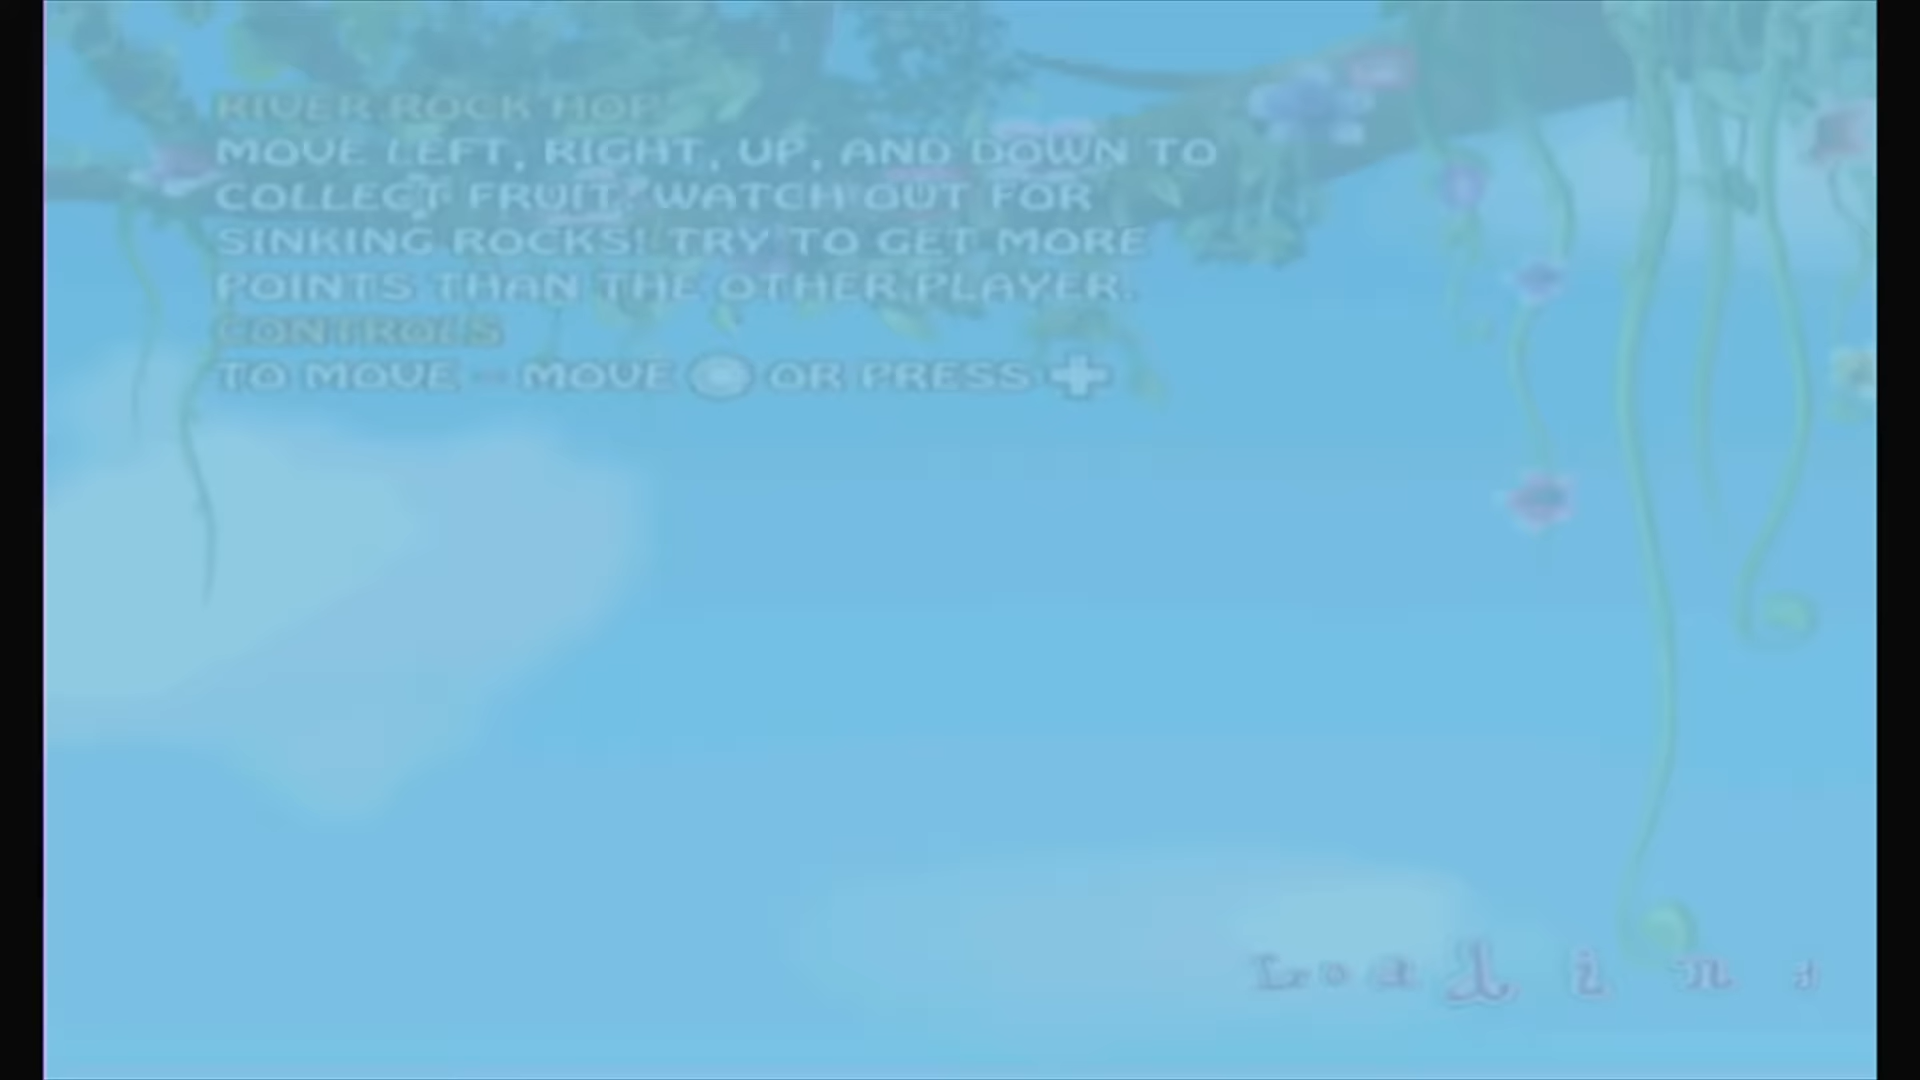 RIVER ROCK HOP
MOVE LEFT, RIGHT, UP, AND DOWN TO
COLLECT FRUIT. WATCH OUT FOR
SINKING ROCKS! TRY TO GET MORE
POINTS THAN THE OTHER PLAYER.
CONTROLS
TO MOVE - MOVE OR PRESS
Loading